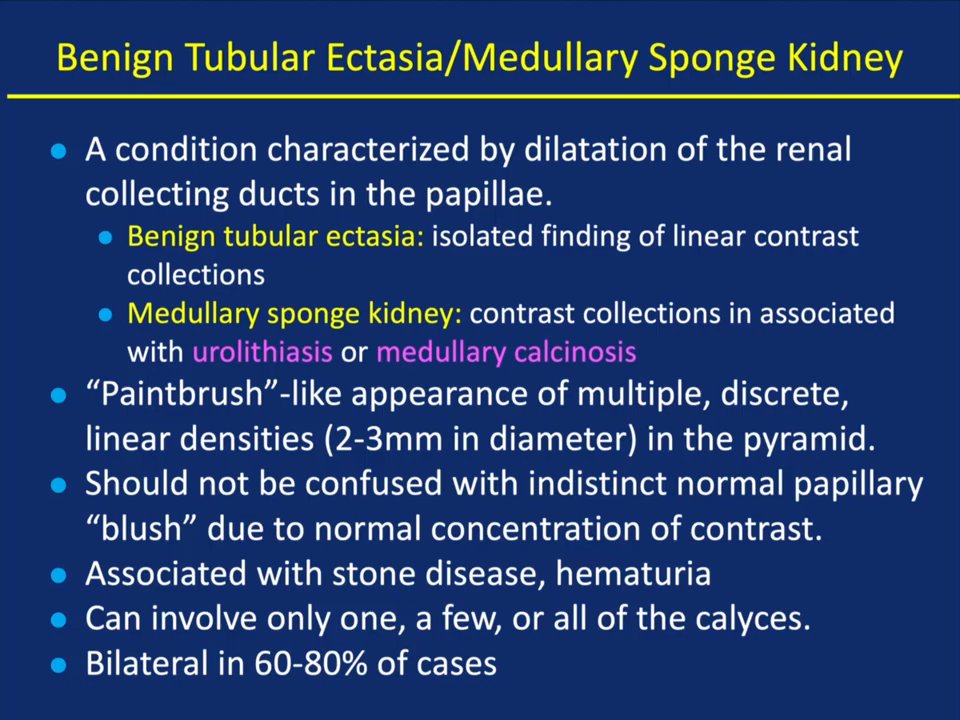 Benign Tubular Ectasia/Medullary Sponge Kidney
A condition characterized by dilatation of the renal
collecting ducts in the papillae.
Benign tubular ectasia: isolated finding of linear contrast
collections
Medullary sponge kidney: contrast collections in associated
with urolithiasis or medullary calcinosis
“Paintbrush”-like appearance of multiple, discrete,
linear densities (2-3mm in diameter) in the pyramid.
Should not be confused with indistinct normal papillary
“blush” due to normal concentration of contrast.
Associated with stone disease, hematuria
Can involve only one, a few, or all of the calyces.
Bilateral in 60-80% of cases